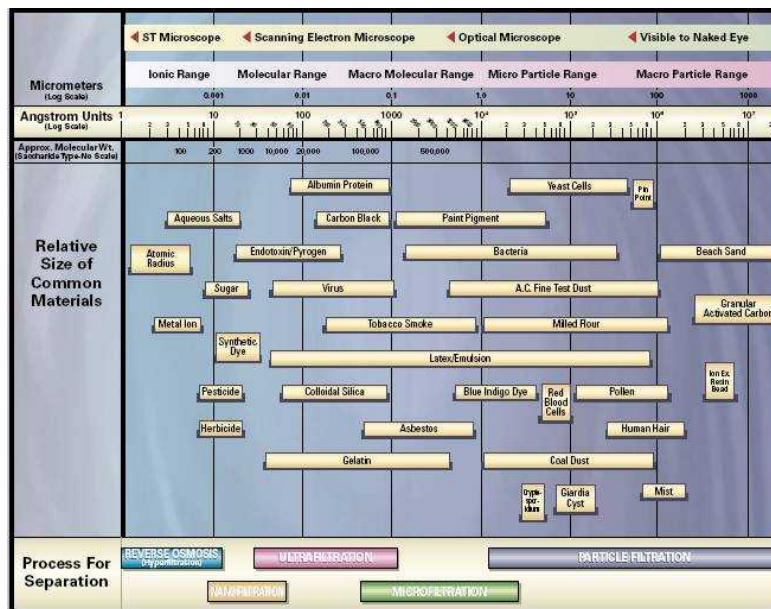 ST Microscope Scanning Electron Microscope Optical Microscope Visible to Naked Eye
Ionic Range Molecular Range Macro Molecular Range Micro Particle Range Macro Particle Range
Micrometers
(Log Scale)
0.001 0.01 0.1 1.0 10 100 1000
Angstrom Units
(Log Scale)
1 10 100 1000 10⁴ 10⁵ 10⁶ 10⁷
Approx. Molecular Wt.
(Saccharide Type-No Scale)
100 200 1000 10,000 20,000 100,000 500,000
Relative
Size of
Common
Materials
Albumin Protein Yeast Cells Pin
Point
Aqueous Salts Carbon Black Paint Pigment
Atomic
Radius
Endotoxin/Pyrogen Bacteria Beach Sand
Sugar Virus A.C. Fine Test Dust
Granular
Activated Carbon
Metal Ion Tobacco Smoke Milled Flour
Synthetic
Dye
Latex/Emulsion
Ion Ex.
Resin
Bead
Pesticide Colloidal Silica Blue Indigo Dye
Red
Blood
Cells
Pollen
Herbicide Asbestos Human Hair
Gelatin Coal Dust
Crypto-
spor-
idium
Giardia
Cyst
Mist
Process For
Separation
REVERSE OSMOSIS
(Hyperfiltration)
ULTRAFILTRATION PARTICLE FILTRATION
NANOFILTRATION MICROFILTRATION